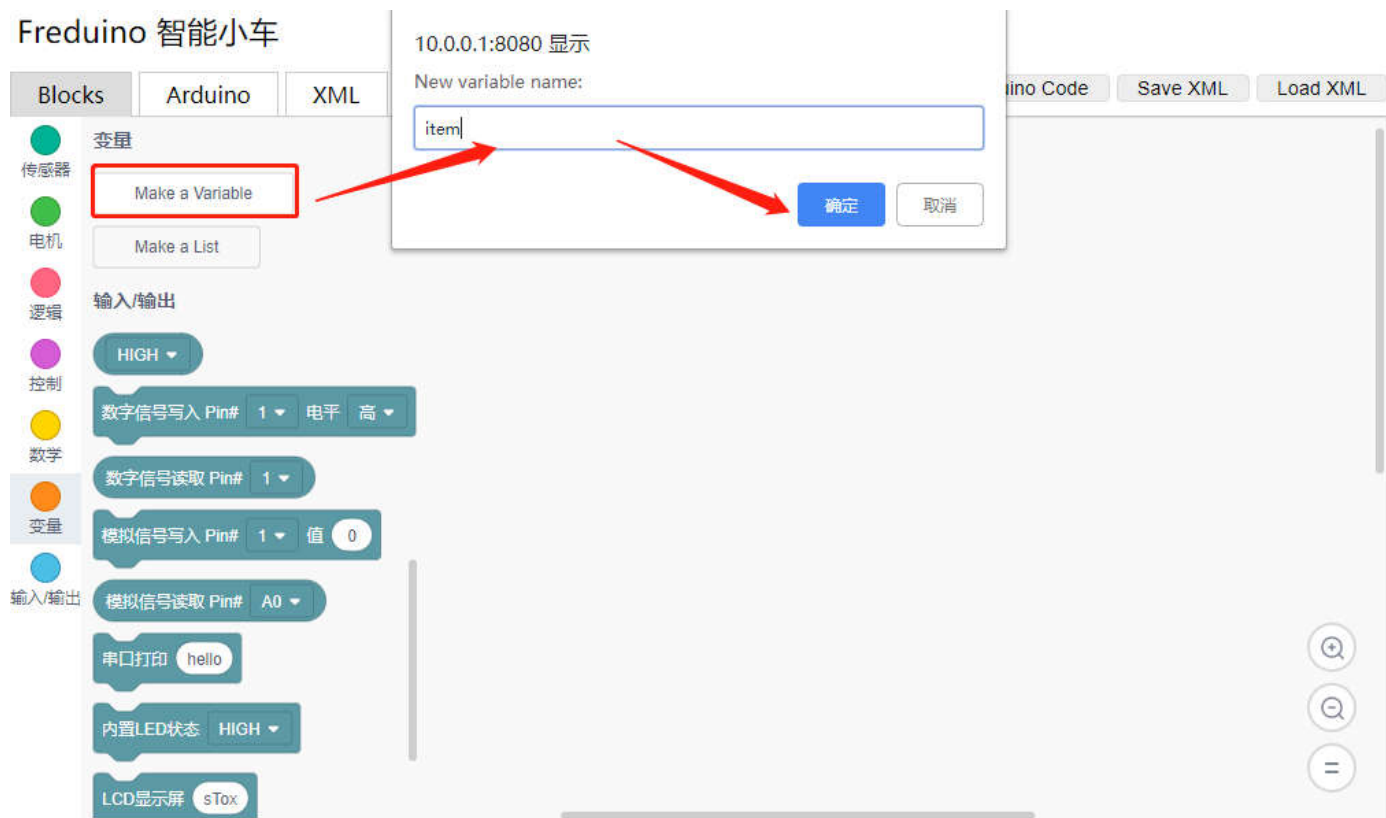 Freduino 智能小车
10.0.0.1:8080 显示
New variable name:
item
确定
取消
Blocks
Arduino
XML
ino Code
Save XML
Load XML
传感器
电机
逻辑
控制
数学
变量
输入/输出
变量
Make a Variable
Make a List
输入/输出
HIGH
数字信号写入 Pin# 1 电平 高
数字信号读取 Pin# 1
模拟信号写入 Pin# 1 值 0
模拟信号读取 Pin# A0
串口打印 hello
内置LED状态 HIGH
LCD显示屏 sTox